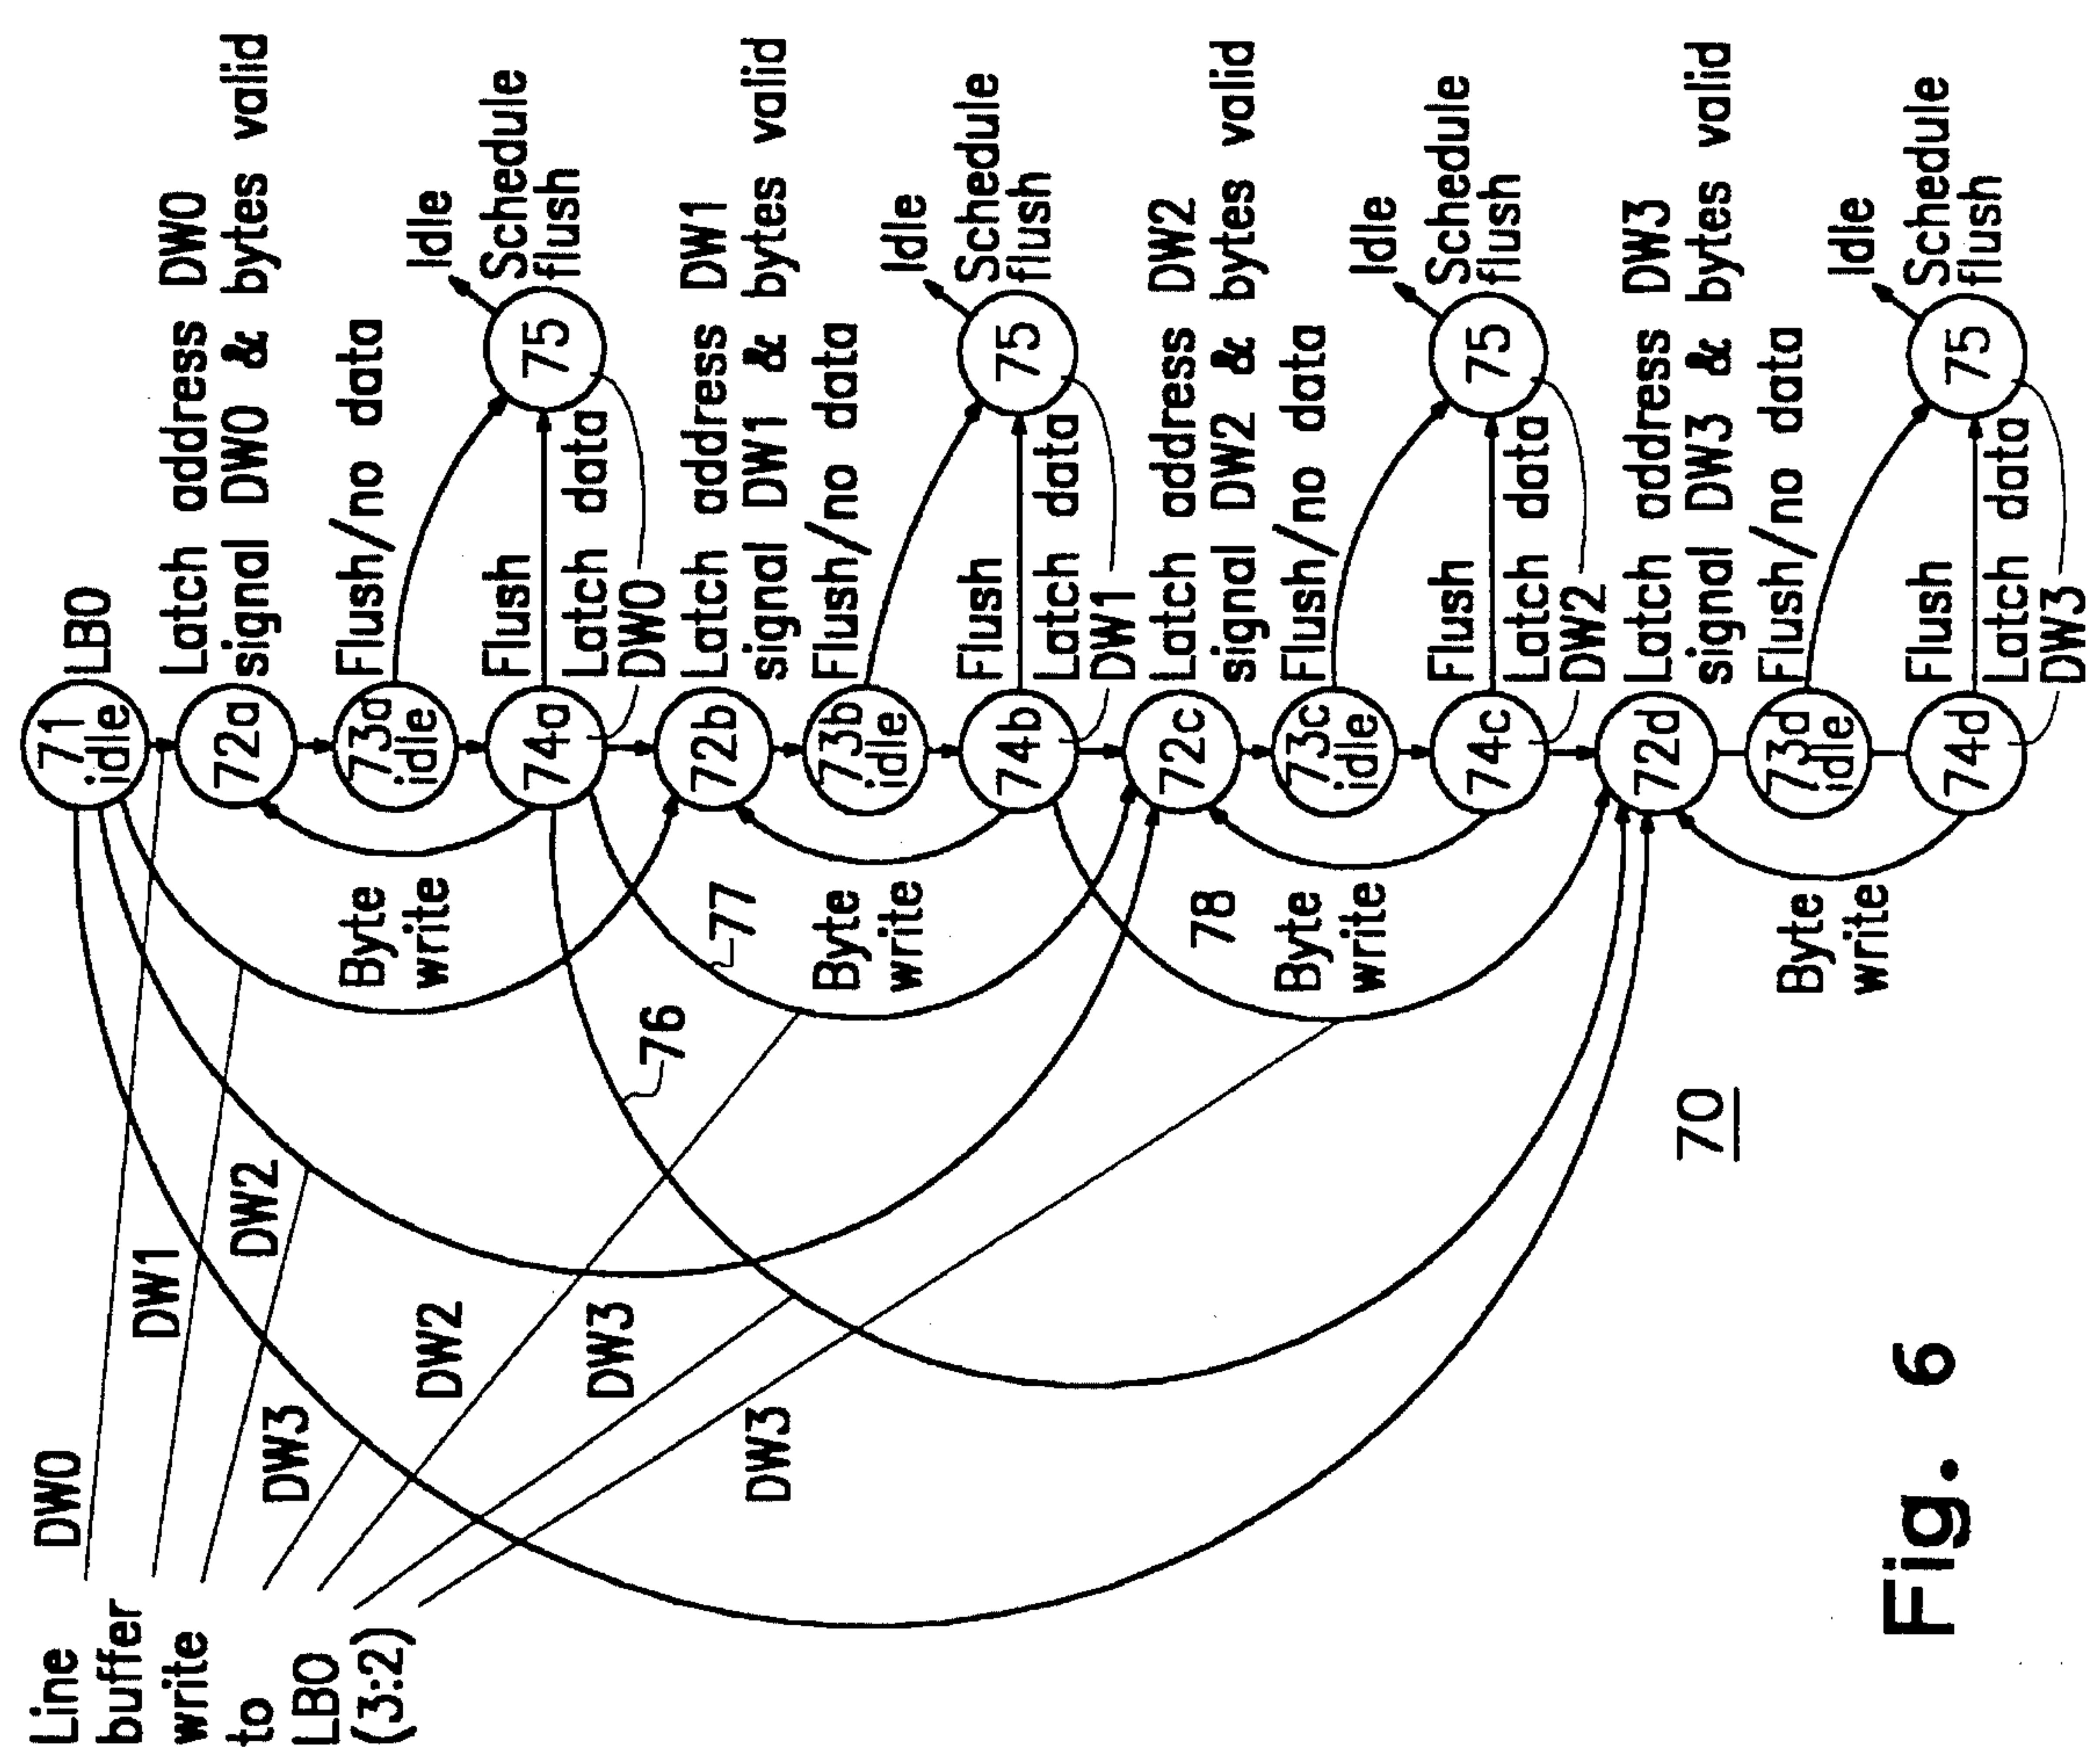 Line
buffer
write
to
LB0
(3:2)
DW0
DW1
DW2
DW3
DW2
DW3
DW3
76
77
78
Byte
write
Byte
write
Byte
write
Byte
write
71
idle
LB0
72a
Latch address DW0
signal DW0 & bytes valid
73a
idle
Flush/no data
74a
Flush
Latch data
DW0
75
Idle
Schedule
flush
72b
Latch address DW1
signal DW1 & bytes valid
73b
idle
Flush/no data
74b
Flush
Latch data
DW1
75
Idle
Schedule
flush
72c
Latch address DW2
signal DW2 & bytes valid
73c
idle
Flush/no data
74c
Flush
Latch data
DW2
75
Idle
Schedule
flush
72d
Latch address DW3
signal DW3 & bytes valid
73d
idle
Flush/no data
74d
Flush
Latch data
DW3
75
Idle
Schedule
flush
70
Fig. 6